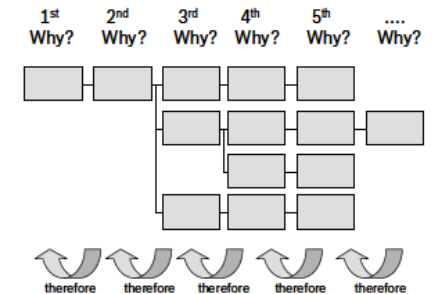 1st 2nd 3rd 4th 5th ....
Why? Why? Why? Why? Why? Why?
therefore therefore therefore therefore therefore